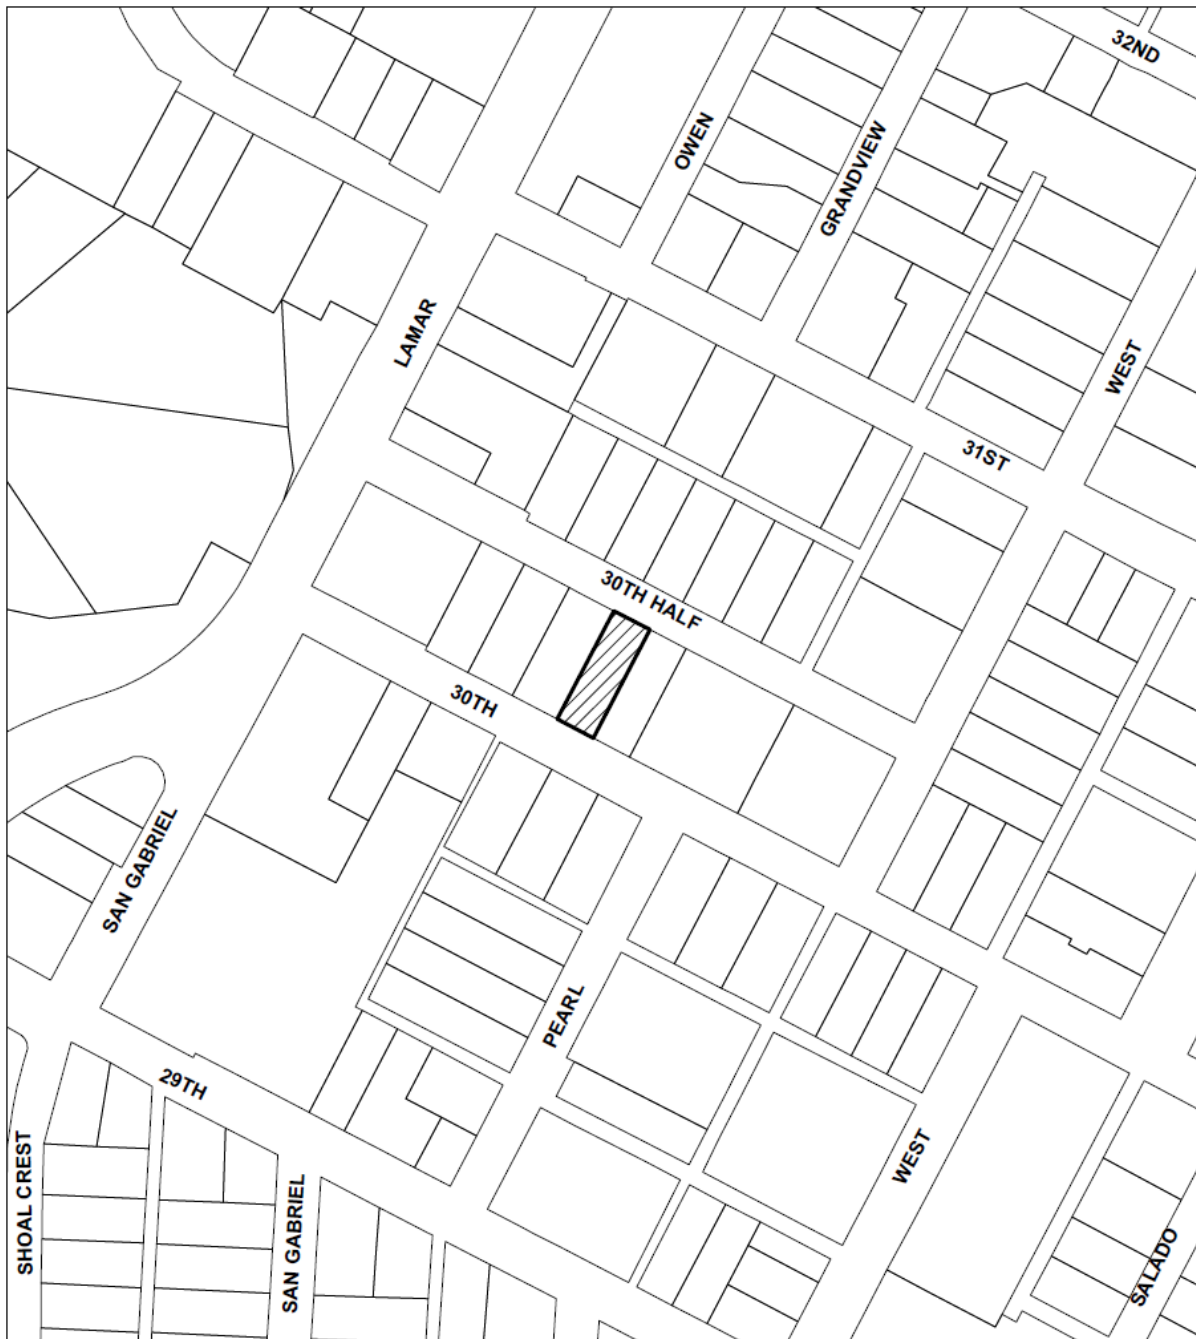 32ND
OWEN
GRANDVIEW
LAMAR
WEST
31ST
30TH HALF
30TH
SAN GABRIEL
PEARL
29TH
WEST
SHOAL CREST
SAN GABRIEL
SALADO